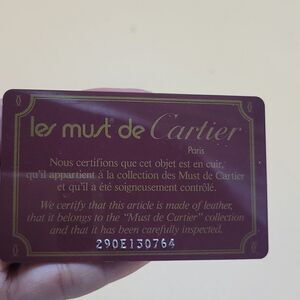 les must de Cartier
Paris
Nous certifions que cet objet est en cuir,
qu'il appartient à la collection des Must de Cartier
et qu'il a été soigneusement contrôlé.
We certify that this article is made of leather,
that it belongs to the "Must de Cartier" collection
and that it has been carefully inspected.
290E130764